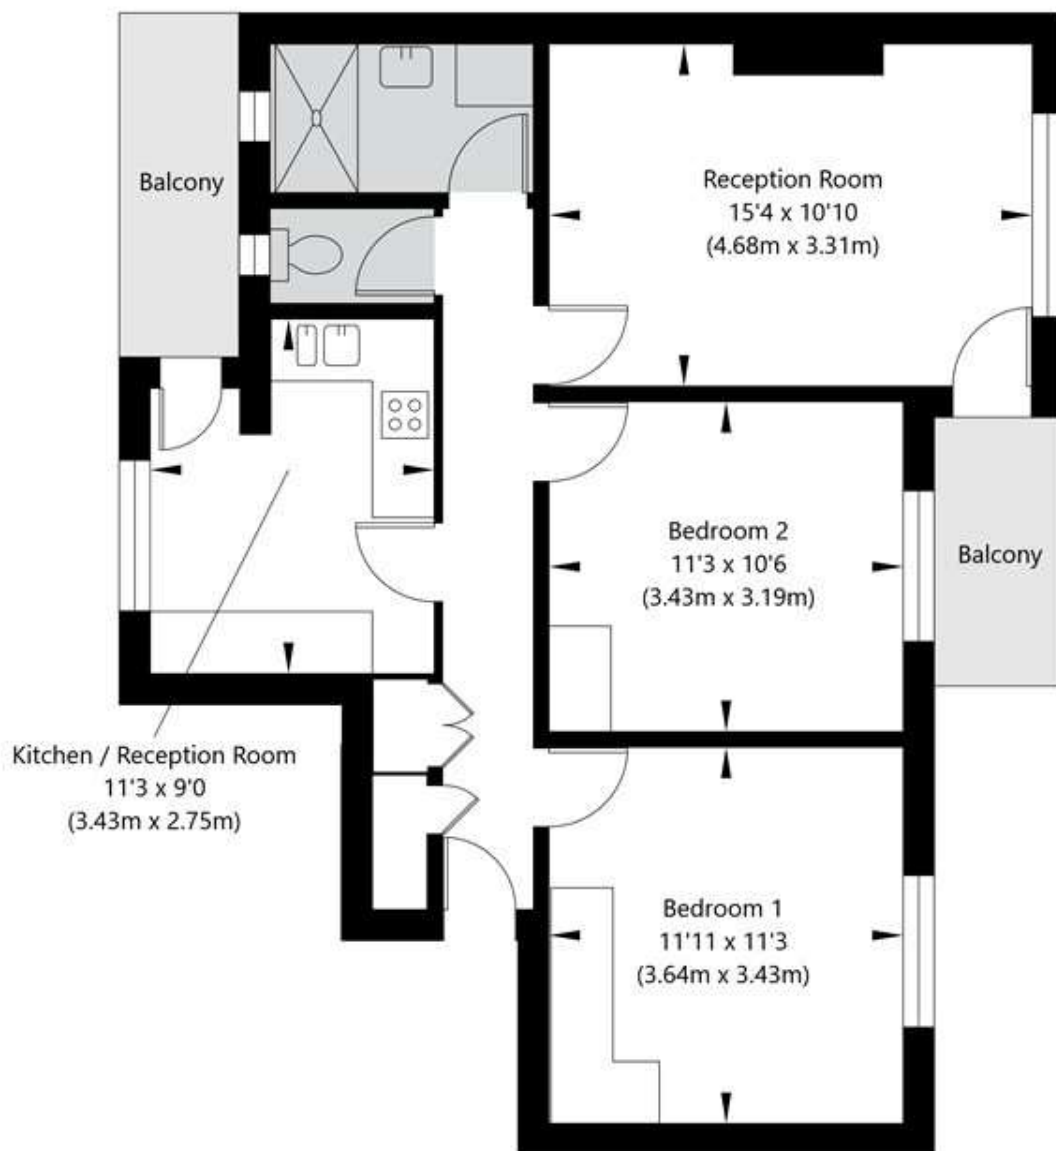 Balcony
Reception Room
15'4 x 10'10
(4.68m x 3.31m)
Bedroom 2
11'3 x 10'6
(3.43m x 3.19m)
Balcony
Kitchen / Reception Room
11'3 x 9'0
(3.43m x 2.75m)
Bedroom 1
11'11 x 11'3
(3.64m x 3.43m)